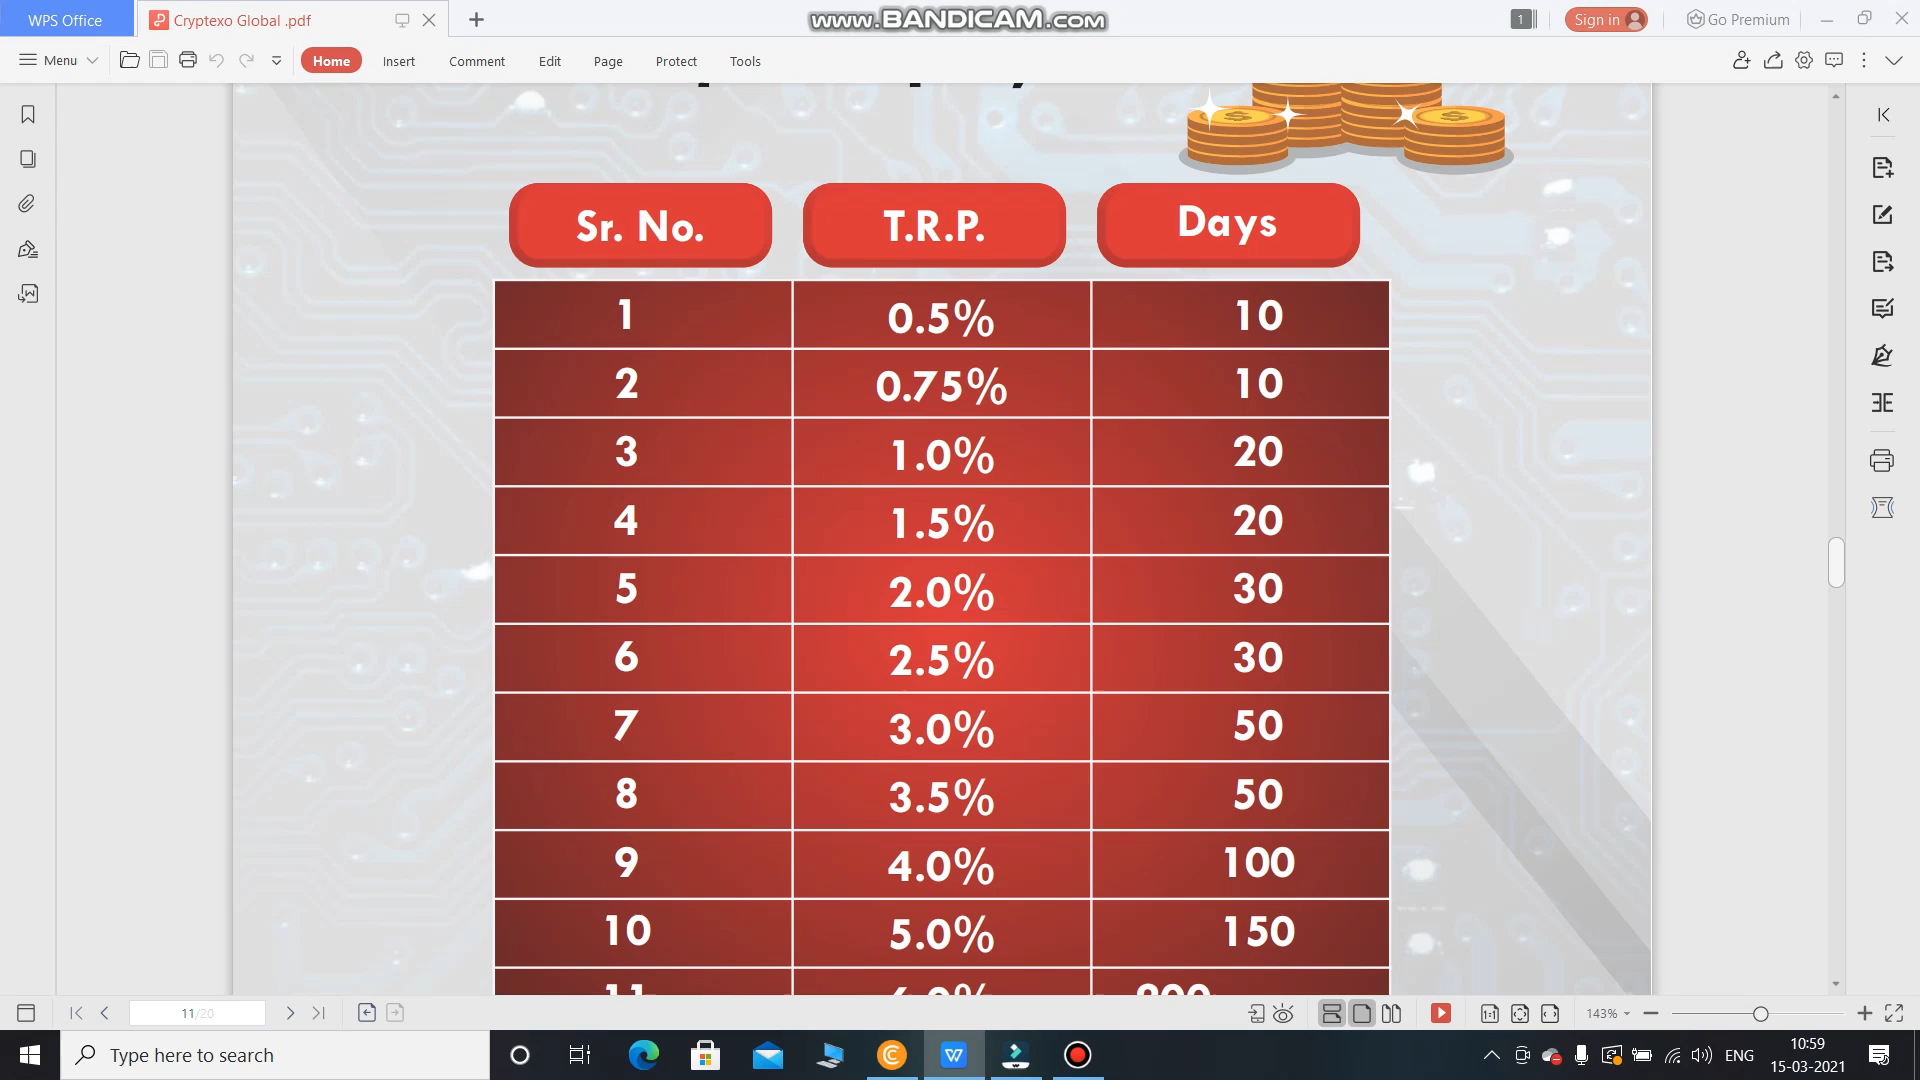 WPS Office
Cryptexo Global .pdf
www.BANDICAM.com
1
Sign in
Go Premium
Menu
Home
Insert
Comment
Edit
Page
Protect
Tools
Sr. No.
T.R.P.
Days
1
0.5%
10
2
0.75%
10
3
1.0%
20
4
1.5%
20
5
2.0%
30
6
2.5%
30
7
3.0%
50
8
3.5%
50
9
4.0%
100
10
5.0%
150
11/20
143%
Type here to search
ENG
10:59
15-03-2021